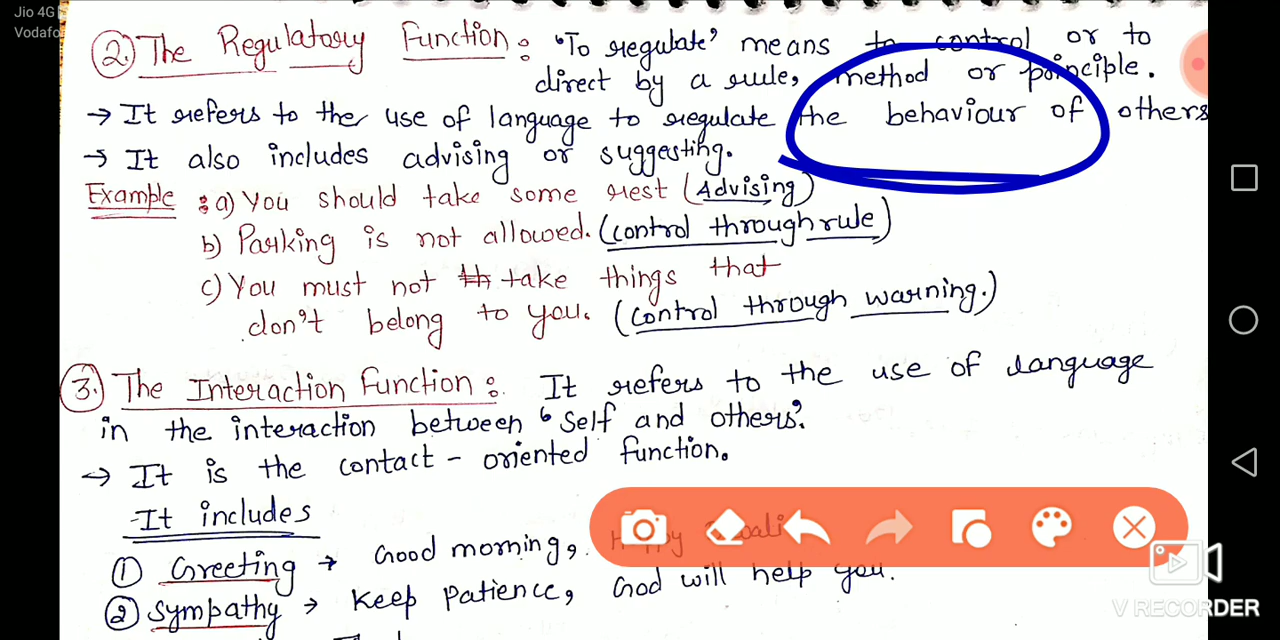 Jio 4G
Vodafo
2. The Regulatory Function: 'To regulate' means to control or to
direct by a rule, method or principle.
→ It refers to the use of language to regulate the behaviour of others
→ It also includes advising or suggesting.
Example : a) You should take some rest (Advising)
b) Parking is not allowed. (control through rule)
c) You must not take things that
don't belong to you. (control through warning.)
3. The Interaction Function: It refers to the use of language
in the interaction between 'Self and others'.
→ It is the contact-oriented function.
It includes
① Greeting → Good morning,
② Sympathy → Keep Patience, God will help you.
V RECORDER